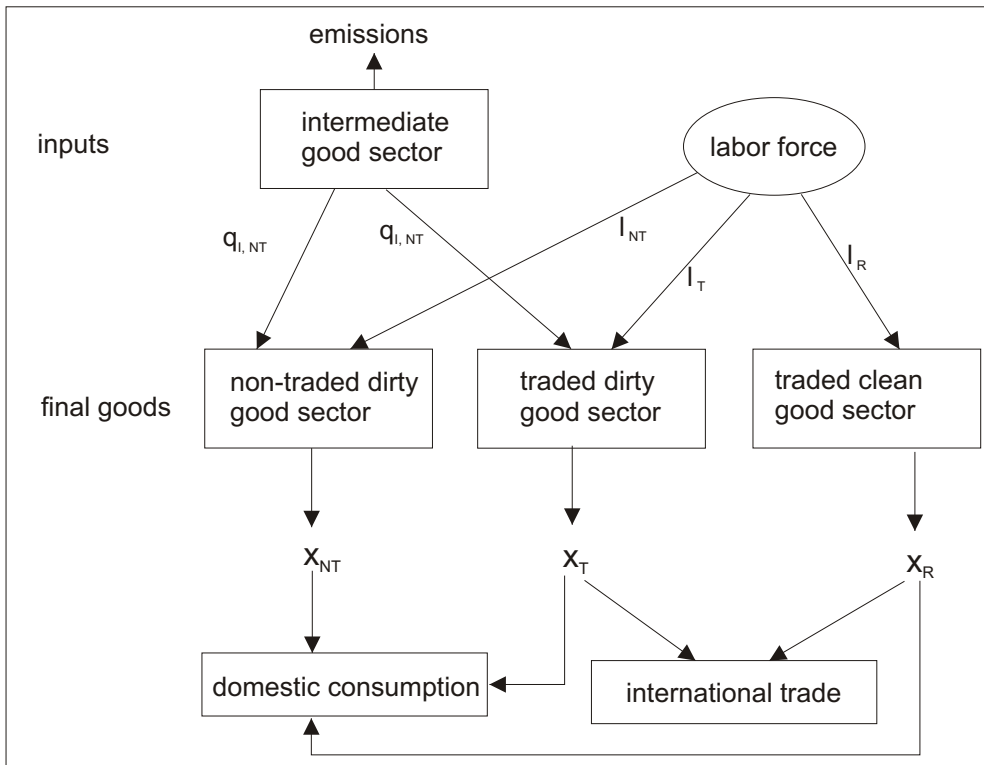 emissions
inputs
intermediate
good sector
labor force
q I, NT
q I, NT
l NT
l T
l R
final goods
non-traded dirty
good sector
traded dirty
good sector
traded clean
good sector
x NT
x T
x R
domestic consumption
international trade